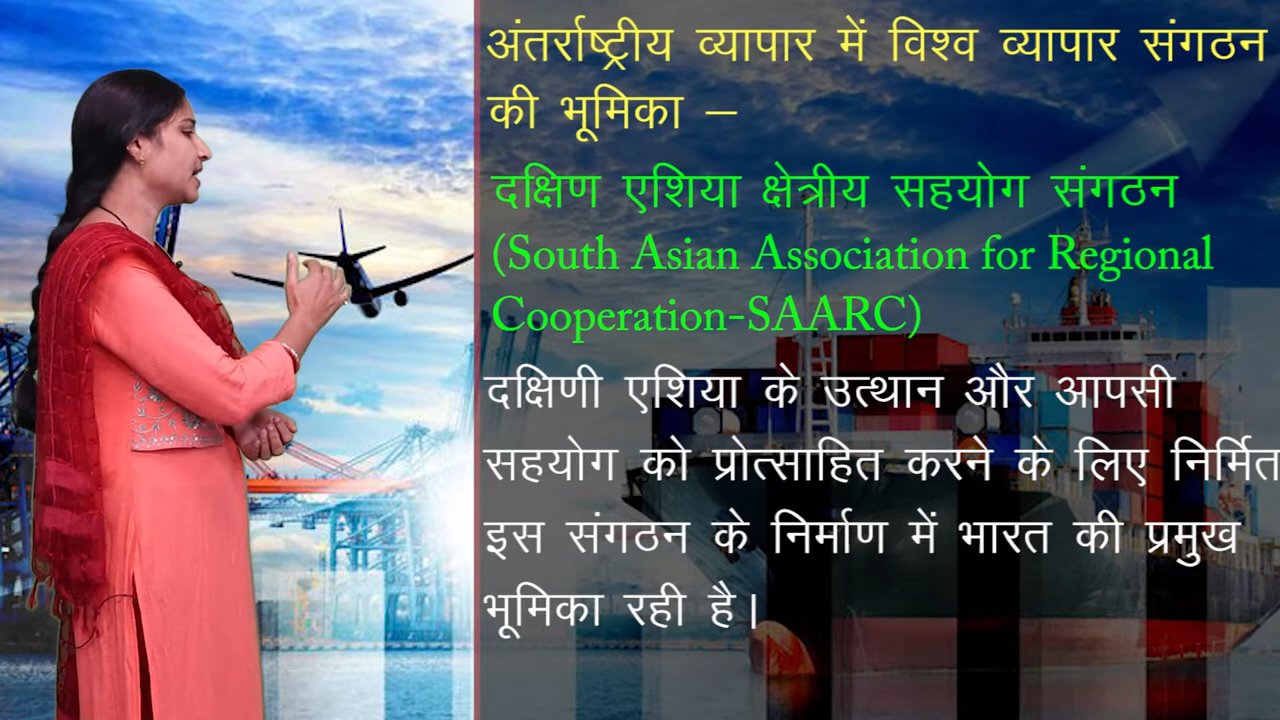 अंतर्राष्ट्रीय व्यापार में विश्व व्यापार संगठन
की भूमिका –
दक्षिण एशिया क्षेत्रीय सहयोग संगठन
(South Asian Association for Regional
Cooperation-SAARC)
दक्षिणी एशिया के उत्थान और आपसी
सहयोग को प्रोत्साहित करने के लिए निर्मित
इस संगठन के निर्माण में भारत की प्रमुख
भूमिका रही है।